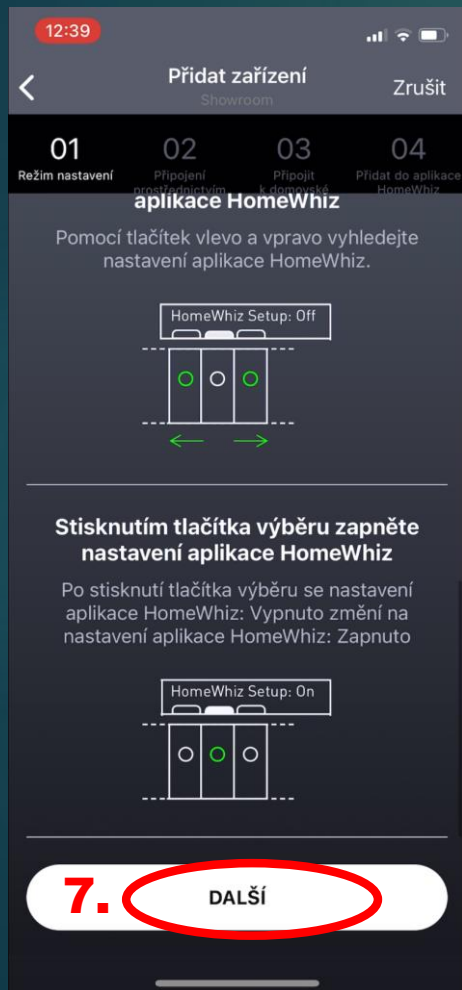 12:39
Přidat zařízení
Zrušit
Showroom
01
02
03
04
Režim nastavení
Připojení
prostřednictvím
Připojit
k domovské
Přidat do aplikace
HomeWhiz
aplikace HomeWhiz
Pomocí tlačítek vlevo a vpravo vyhledejte
nastavení aplikace HomeWhiz.
HomeWhiz Setup: Off
Stisknutím tlačítka výběru zapněte
nastavení aplikace HomeWhiz
Po stisknutí tlačítka výběru se nastavení
aplikace HomeWhiz: Vypnuto změní na
nastavení aplikace HomeWhiz: Zapnuto
HomeWhiz Setup: On
7.
DALŠÍ